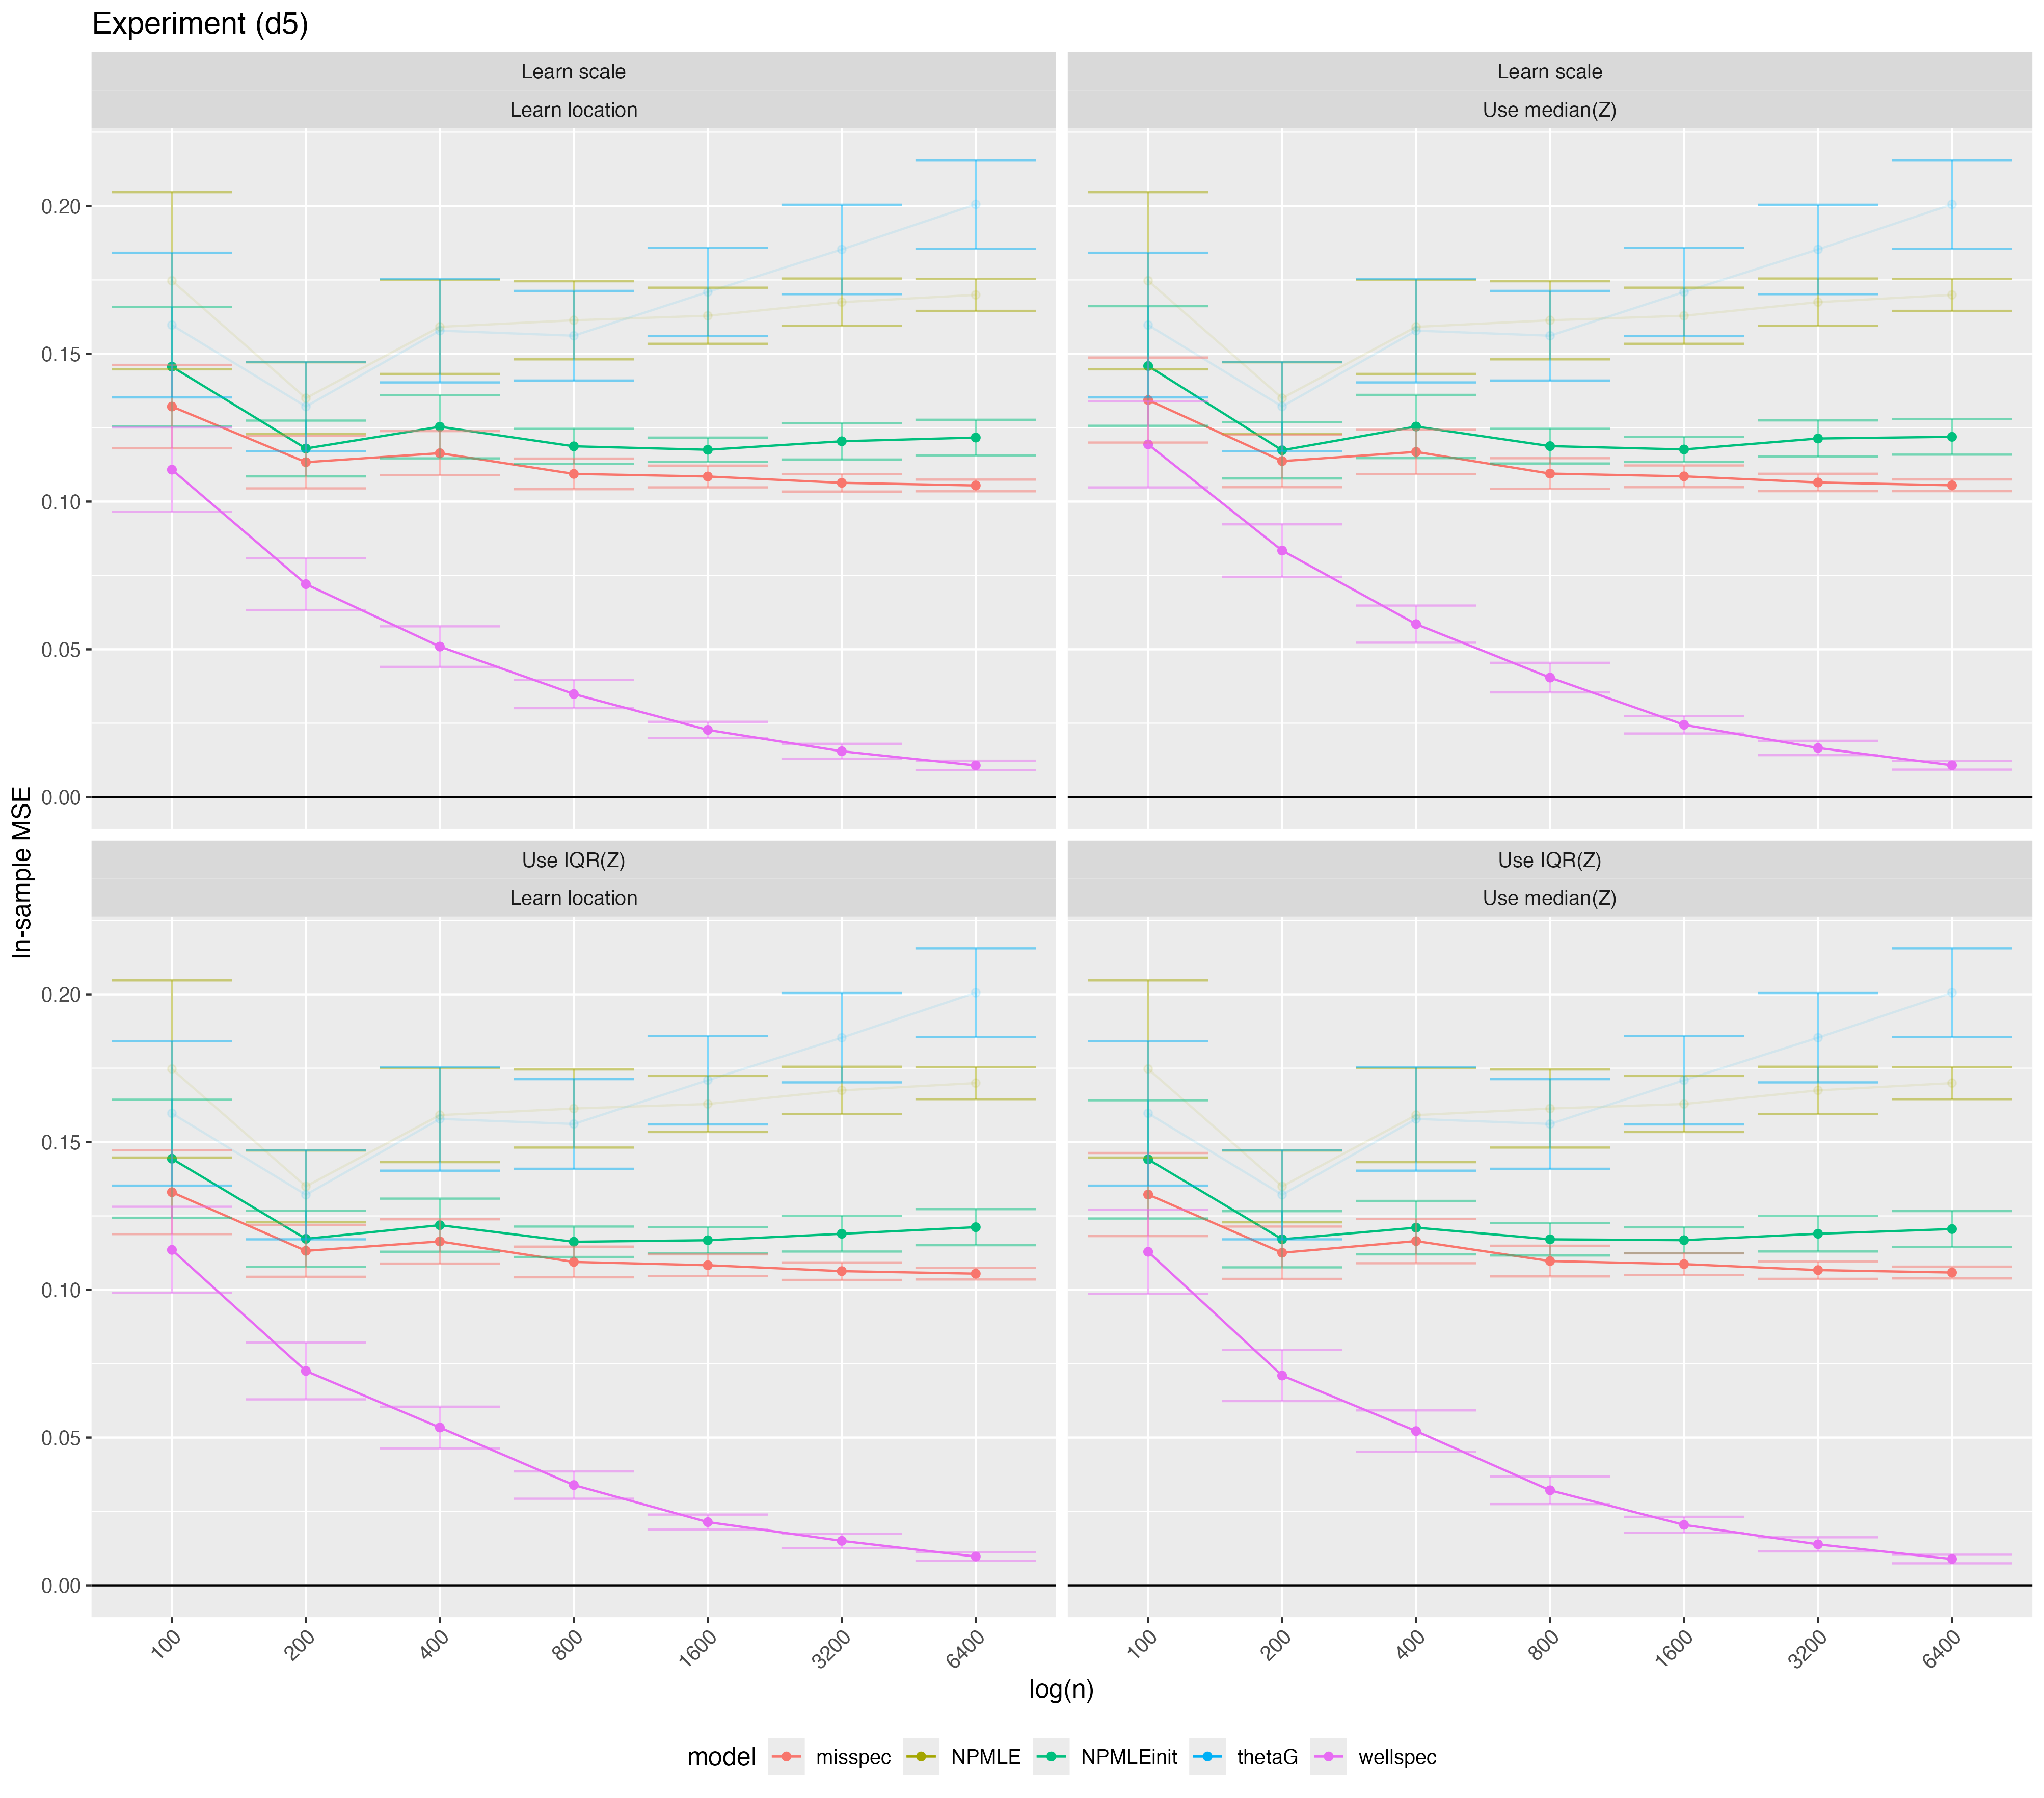 Experiment (d5)
Learn scale
Learn location
Learn scale
Use median(Z)
0.20
0.15
0.10
0.05
0.00
Use IQR(Z)
Learn location
Use IQR(Z)
Use median(Z)
0.20
0.15
0.10
0.05
0.00
In-sample MSE
100 200 400 800 1600 3200 6400
100 200 400 800 1600 3200 6400
log(n)
model misspec NPMLE NPMLEinit thetaG wellspec